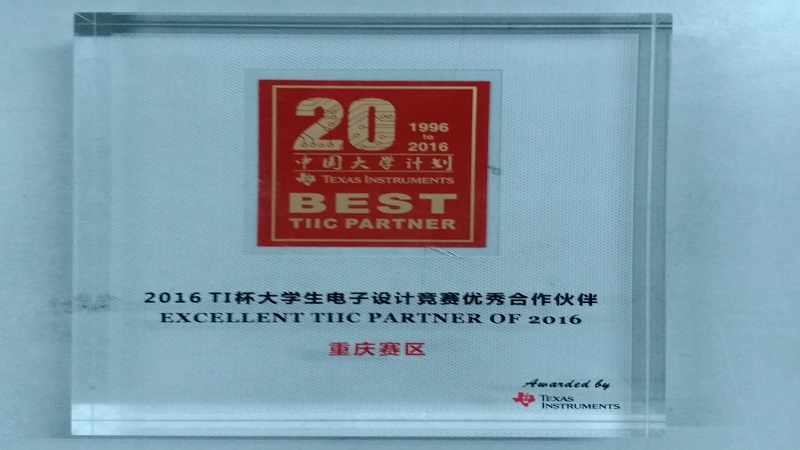 20
1996
to
2016
中国大学计划
TEXAS INSTRUMENTS
BEST
TIIC PARTNER
2016 TI杯大学生电子设计竞赛优秀合作伙伴
EXCELLENT TIIC PARTNER OF 2016
重庆赛区
Awarded by
TEXAS
INSTRUMENTS